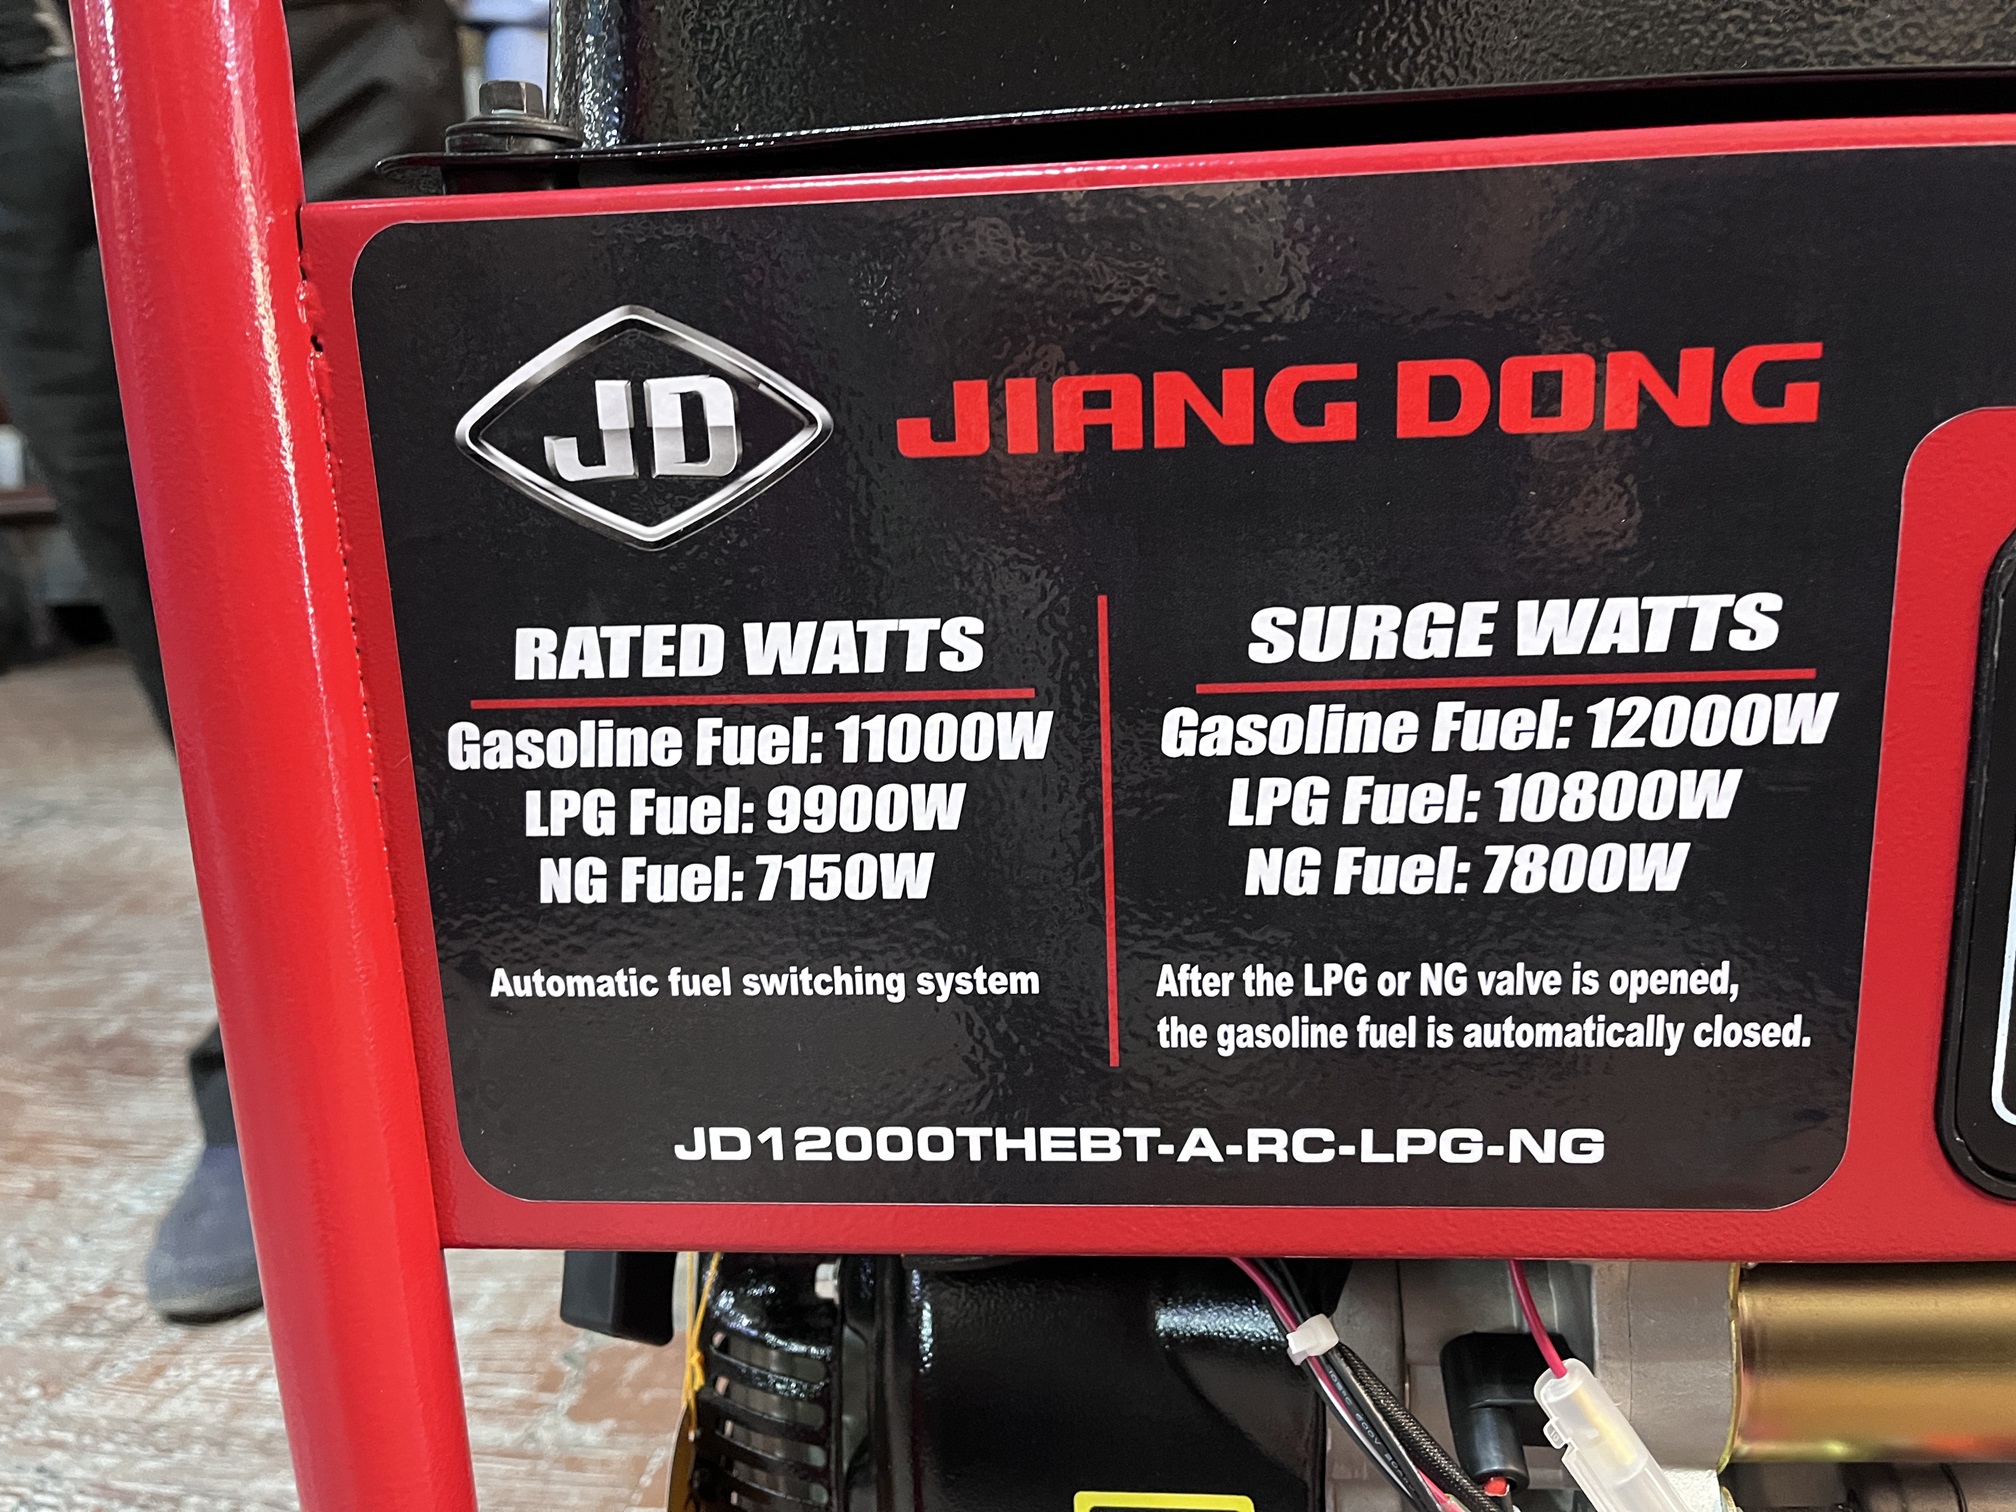 JD
JIANG DONG
RATED WATTS
Gasoline Fuel: 11000W
LPG Fuel: 9900W
NG Fuel: 7150W
Automatic fuel switching system
SURGE WATTS
Gasoline Fuel: 12000W
LPG Fuel: 10800W
NG Fuel: 7800W
After the LPG or NG valve is opened,
the gasoline fuel is automatically closed.
JD12000THEBT-A-RC-LPG-NG